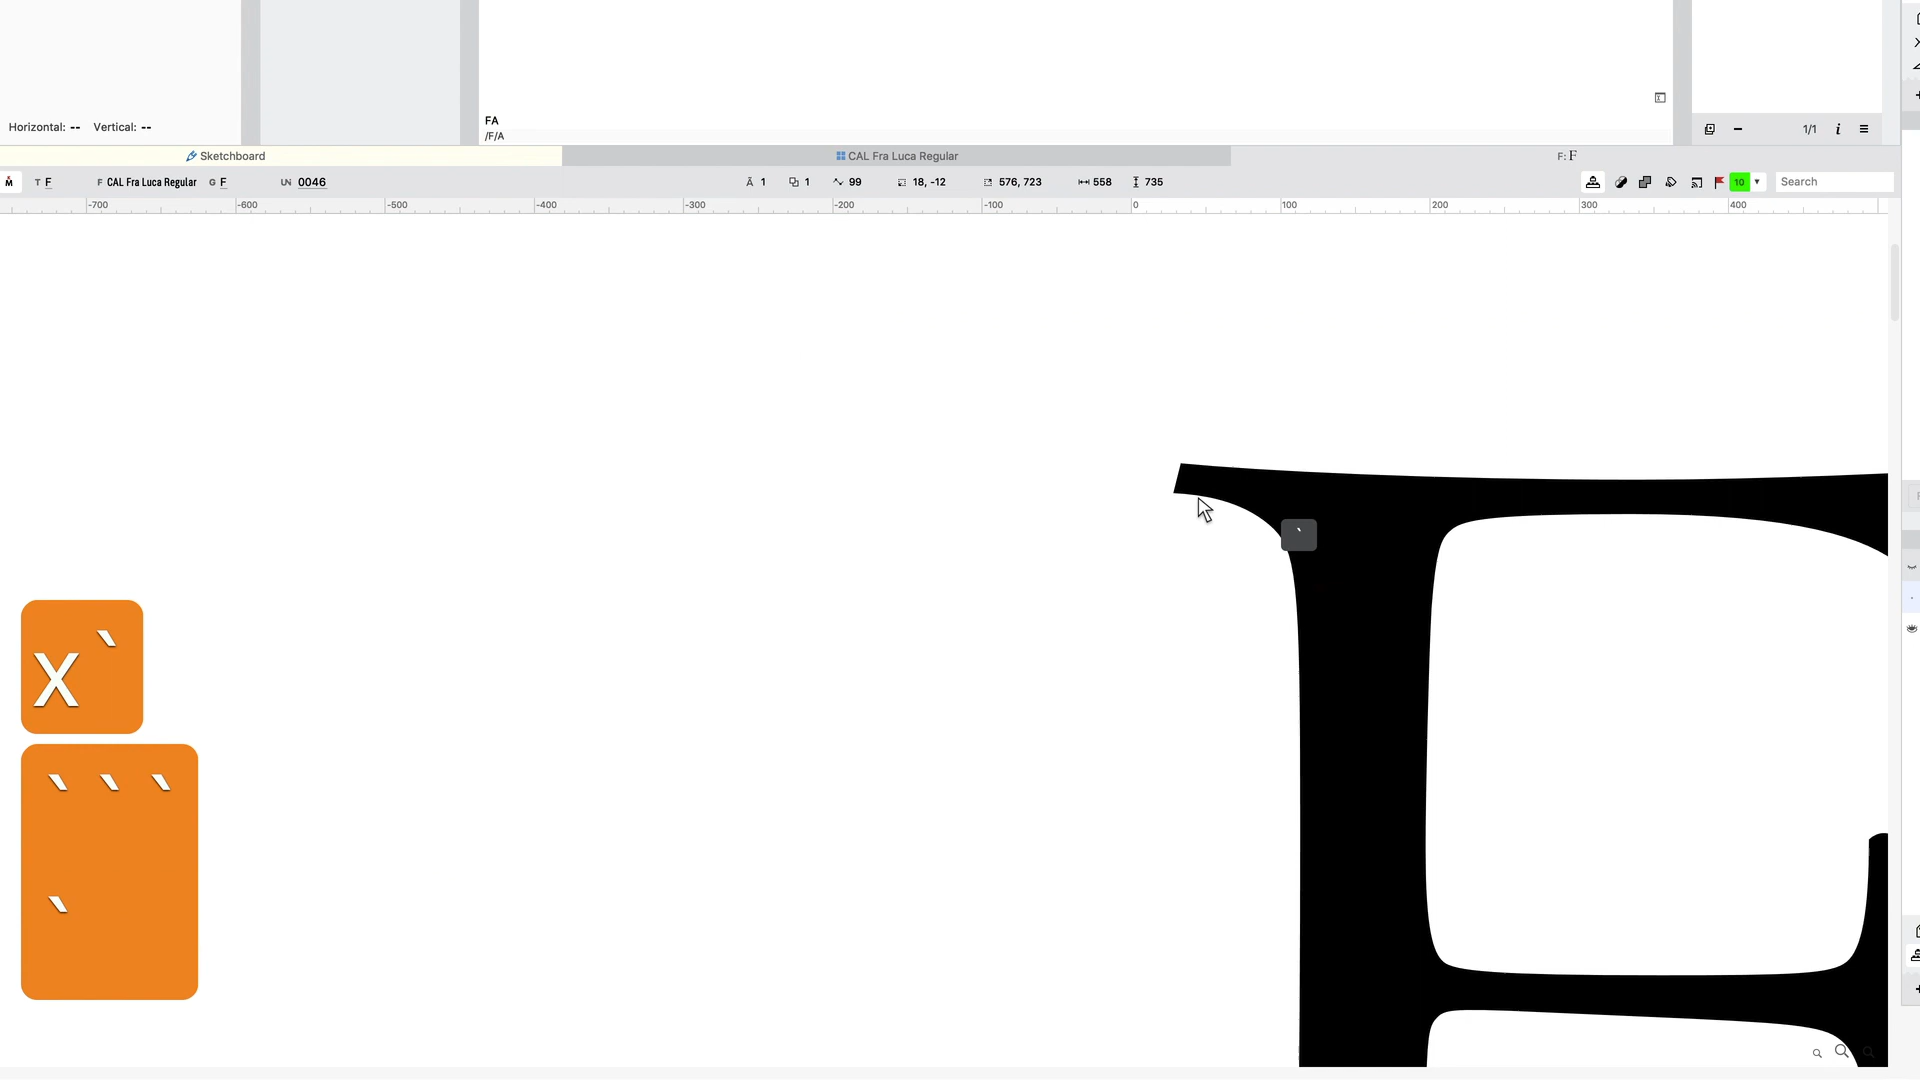 Horizontal: -- Vertical: --
FA
/F/A
1/1 i
Sketchboard
CAL Fra Luca Regular
F: F
T F F CAL Fra Luca Regular G F UN 0046
Ä 1 1 99 18, -12 576, 723 558 735
10 Search
-700 -600 -500 -400 -300 -200 -100 0 100 200 300 400
`
x `
` ` `
`